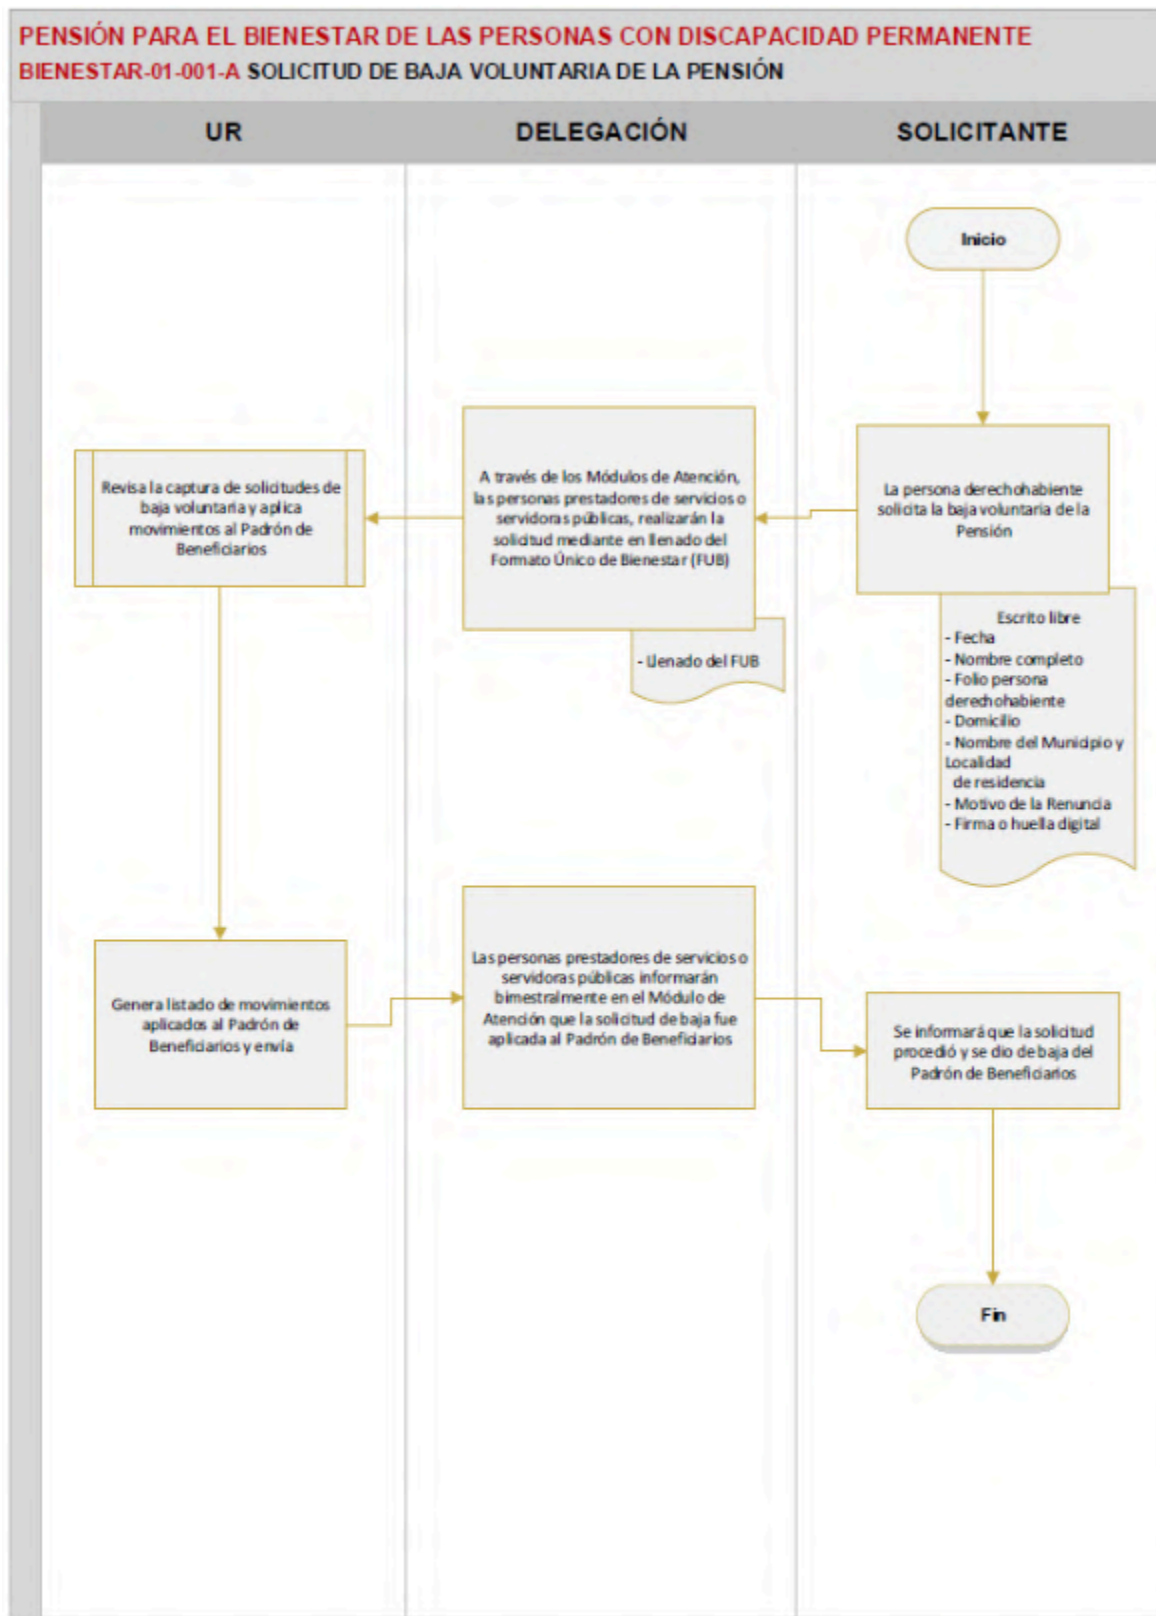 PENSIÓN PARA EL BIENESTAR DE LAS PERSONAS CON DISCAPACIDAD PERMANENTE
BIENESTAR-01-001-A SOLICITUD DE BAJA VOLUNTARIA DE LA PENSIÓN
UR
DELEGACIÓN
SOLICITANTE
Inicio
La persona derechohabiente
solicita la baja voluntaria de la
Pensión
Escrito libre
- Fecha
- Nombre completo
- Folio persona
derechohabiente
- Domicilio
- Nombre del Municipio y
Localidad
de residencia
- Motivo de la Renuncia
- Firma o huella digital
A través de los Módulos de Atención,
las personas prestadores de servicios o
servidoras públicas, realizarán la
solicitud mediante en llenado del
Formato Único de Bienestar (FUB)
- Llenado del FUB
Revisa la captura de solicitudes de
baja voluntaria y aplica
movimientos al Padrón de
Beneficiarios
Genera listado de movimientos
aplicados al Padrón de
Beneficiarios y envía
Las personas prestadores de servicios o
servidoras públicas informarán
bimestralmente en el Módulo de
Atención que la solicitud de baja fue
aplicada al Padrón de Beneficiarios
Se informará que la solicitud
procedió y se dio de baja del
Padrón de Beneficiarios
Fin